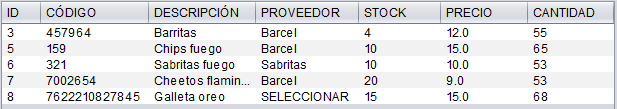 ID CÓDIGO DESCRIPCIÓN PROVEEDOR STOCK PRECIO CANTIDAD
3 457964 Barritas Barcel 4 12.0 55
5 159 Chips fuego Barcel 10 15.0 65
6 321 Sabritas fuego Sabritas 10 10.0 53
7 7002654 Cheetos flamin... Barcel 20 9.0 53
8 7622210827845 Galleta oreo SELECCIONAR 15 15.0 68